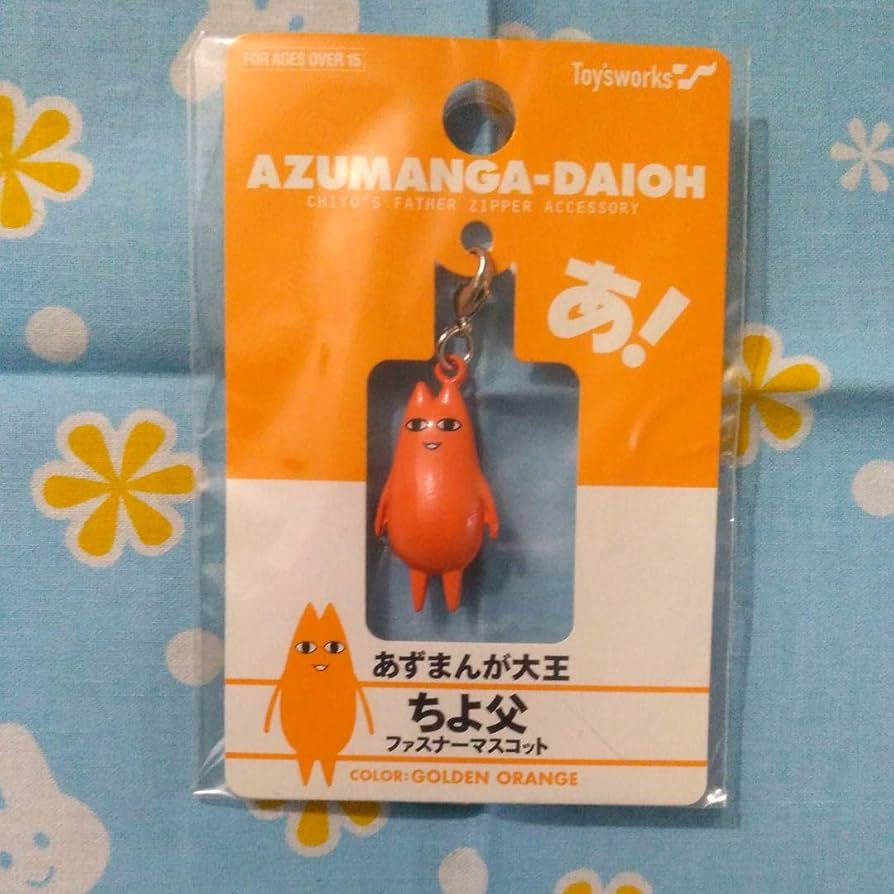 FOR AGES OVER 15
Toy'sworks
AZUMANGA-DAIOH
CHIYO'S FATHER ZIPPER ACCESSORY
あ!
あずまんが大王
ちよ父
ファスナーマスコット
COLOR: GOLDEN ORANGE